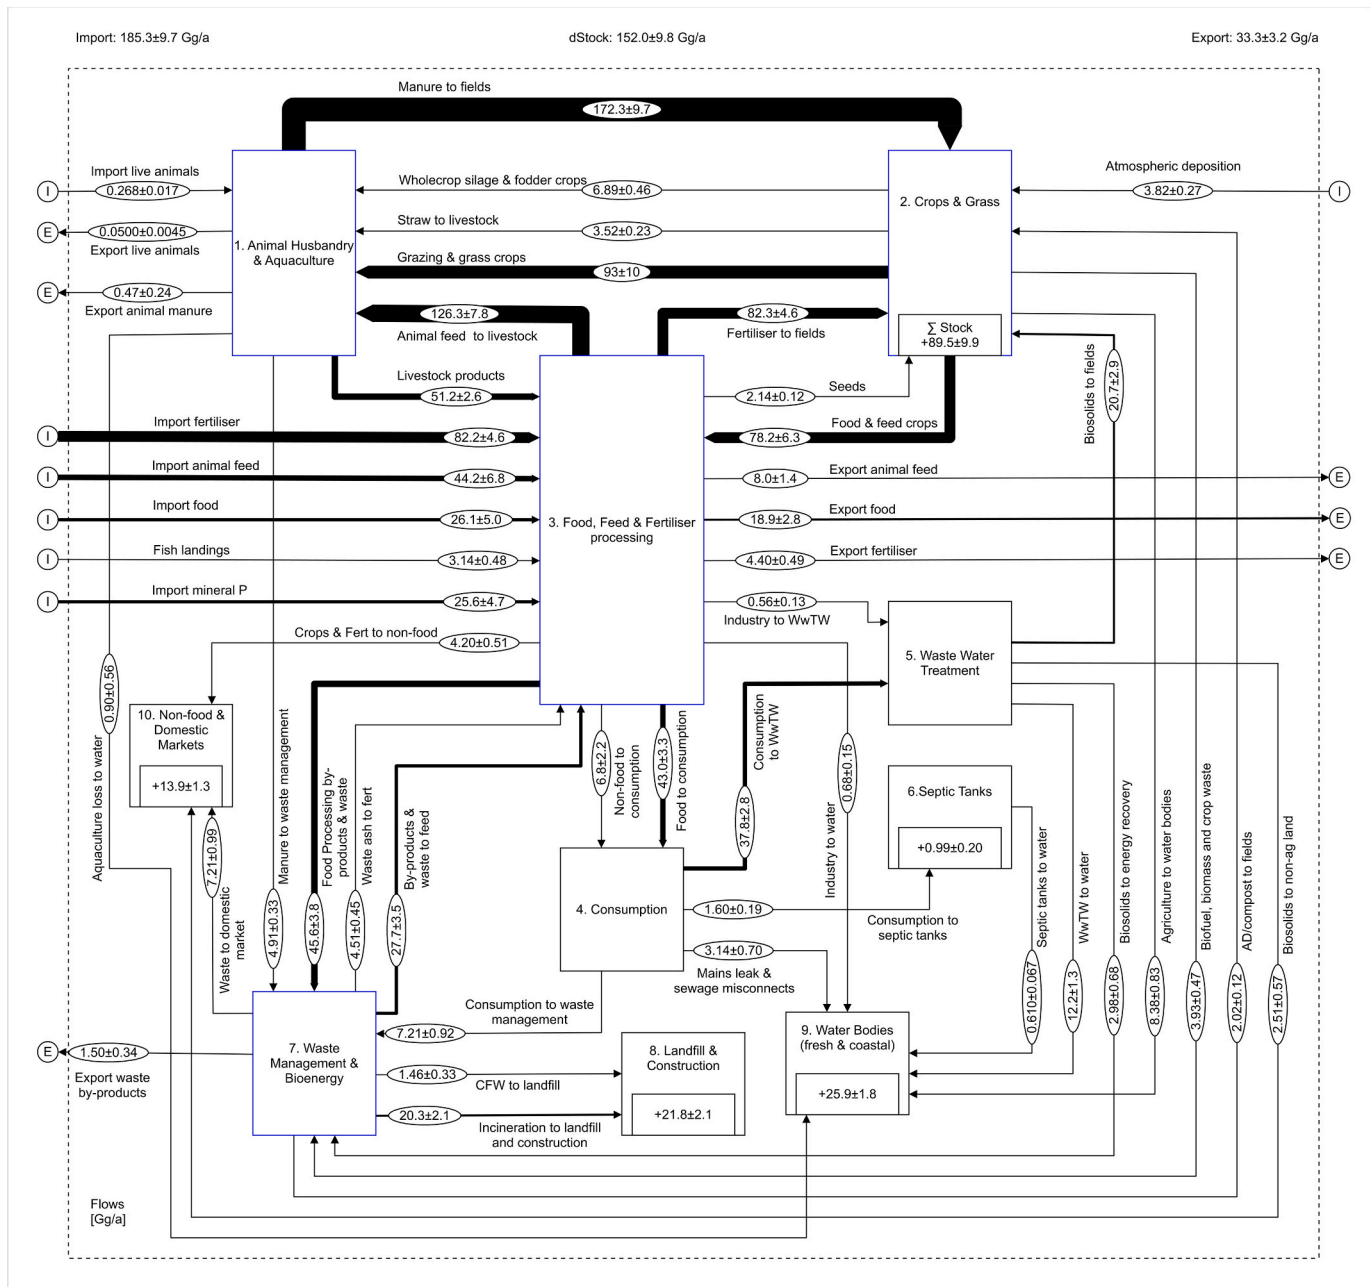 Import: 185.3±9.7 Gg/a
dStock: 152.0±9.8 Gg/a
Export: 33.3±3.2 Gg/a
Manure to fields
172.3±9.7
Import live animals
I
0.268±0.017
E
0.0500±0.0045
Export live animals
E
0.47±0.24
Export animal manure
1. Animal Husbandry
& Aquaculture
Wholecrop silage & fodder crops
6.89±0.46
Straw to livestock
3.52±0.23
Grazing & grass crops
93±10
126.3±7.8
Animal feed to livestock
82.3±4.6
Fertiliser to fields
2. Crops & Grass
∑ Stock
+89.5±9.9
Atmospheric deposition
3.82±0.27
I
Biosolids to fields
20.7±2.9
Livestock products
51.2±2.6
Seeds
2.14±0.12
Food & feed crops
78.2±6.3
Import fertiliser
I
82.2±4.6
Import animal feed
I
44.2±6.8
Import food
I
26.1±5.0
Fish landings
I
3.14±0.48
Import mineral P
I
25.6±4.7
3. Food, Feed & Fertiliser
processing
Export animal feed
8.0±1.4
E
Export food
18.9±2.8
E
Export fertiliser
4.40±0.49
E
0.56±0.13
Industry to WwTW
Crops & Fert to non-food
4.20±0.51
5. Waste Water
Treatment
0.90±0.56
Aquaculture loss to water
10. Non-food &
Domestic
Markets
+13.9±1.3
7.21±0.99
Waste to domestic
market
Manure to waste management
4.91±0.33
Food Processing by-
products & waste
45.6±3.8
Waste ash to fert
4.51±0.45
By-products &
waste to feed
27.7±3.5
6.8±2.2
Non-food to
consumption
43.0±3.3
Food to consumption
Consumption
to WwTW
37.8±2.8
0.68±0.15
Industry to water
6.Septic Tanks
+0.99±0.20
4. Consumption
1.60±0.19
Consumption to
septic tanks
3.14±0.70
Mains leak &
sewage misconnects
Septic tanks to water
0.610±0.067
WwTW to water
12.2±1.3
Biosolids to energy recovery
2.98±0.68
Agriculture to water bodies
8.38±0.83
Biofuel, biomass and crop waste
3.93±0.47
AD/compost to fields
2.02±0.12
Biosolids to non-ag land
2.51±0.57
Consumption to waste
management
7.21±0.92
E
1.50±0.34
Export waste
by-products
7. Waste
Management &
Bioenergy
1.46±0.33
CFW to landfill
20.3±2.1
Incineration to landfill
and construction
8. Landfill &
Construction
+21.8±2.1
9. Water Bodies
(fresh & coastal)
+25.9±1.8
Flows
[Gg/a]